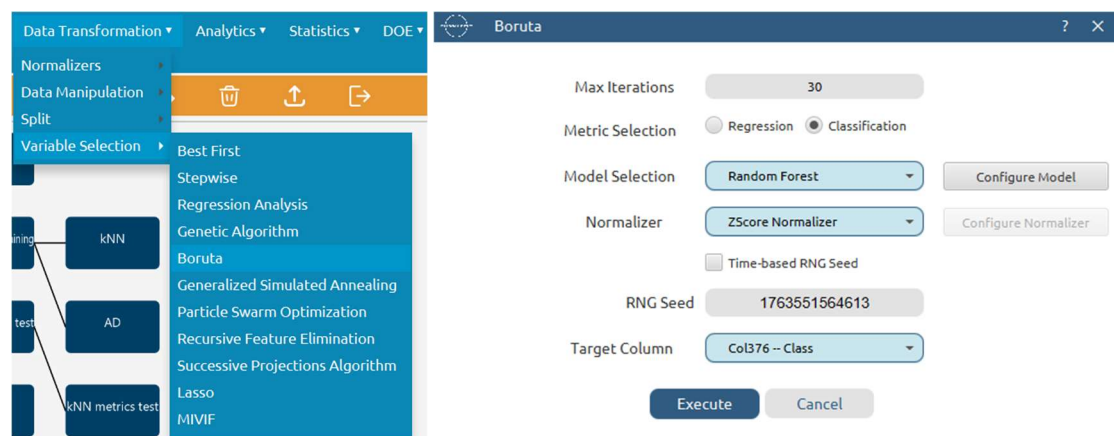 Data Transformation ▾ Analytics ▾ Statistics ▾ DOE ▾
Normalizers
Data Manipulation
Split
Variable Selection
Best First
Stepwise
Regression Analysis
Genetic Algorithm
Boruta
Generalized Simulated Annealing
Particle Swarm Optimization
Recursive Feature Elimination
Successive Projections Algorithm
Lasso
MIVIF
kNN
AD
test
kNN metrics test
Boruta ? ×
Max Iterations 30
Metric Selection Regression Classification
Model Selection Random Forest Configure Model
Normalizer ZScore Normalizer Configure Normalizer
Time-based RNG Seed
RNG Seed 1763551564613
Target Column Col376 -- Class
Execute Cancel